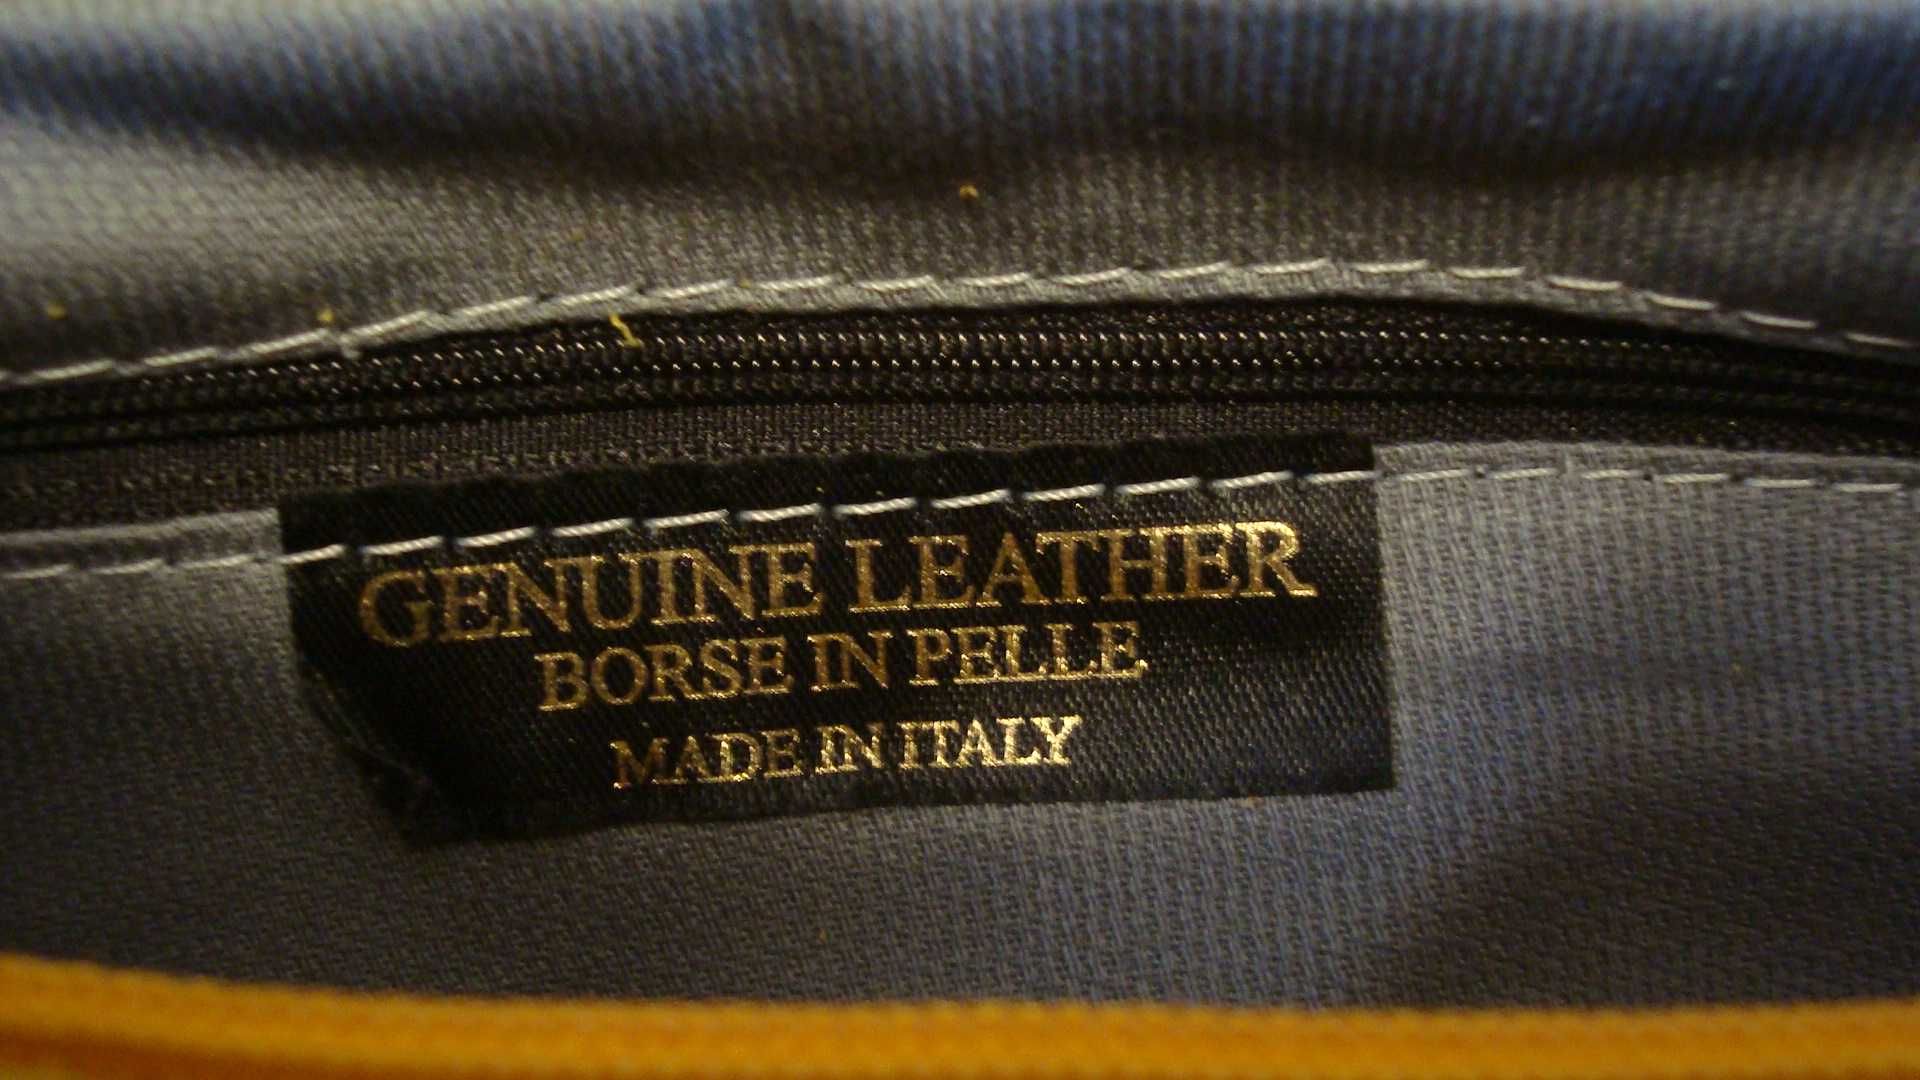 GENUINE LEATHER
BORSE IN PELLE
MADE IN ITALY